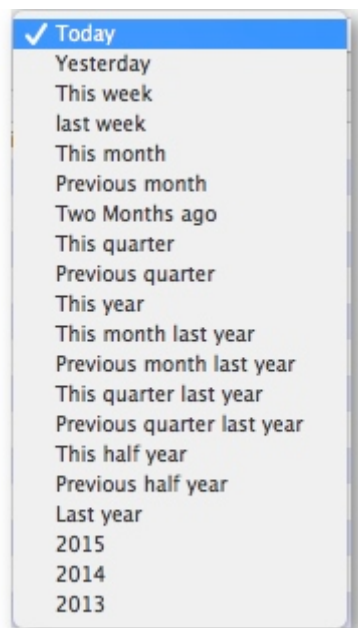 Today
Yesterday
This week
last week
This month
Previous month
Two Months ago
This quarter
Previous quarter
This year
This month last year
Previous month last year
This quarter last year
Previous quarter last year
This half year
Previous half year
Last year
2015
2014
2013